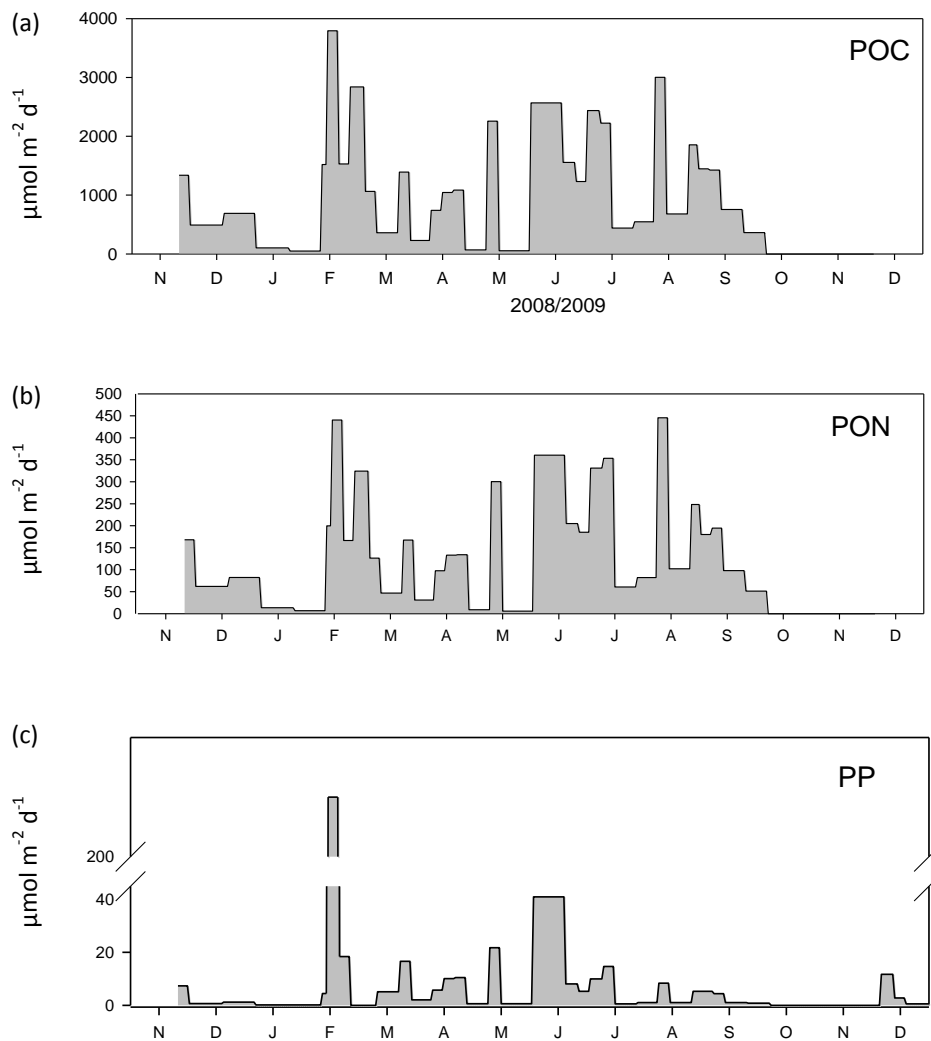 (a)
POC
µmol m-2 d-1
4000
3000
2000
1000
0
N D J F M A M J J A S O N D
2008/2009
(b)
PON
µmol m-2 d-1
500
450
400
350
300
250
200
150
100
50
0
N D J F M A M J J A S O N D
(c)
PP
µmol m-2 d-1
200
40
20
0
N D J F M A M J J A S O N D